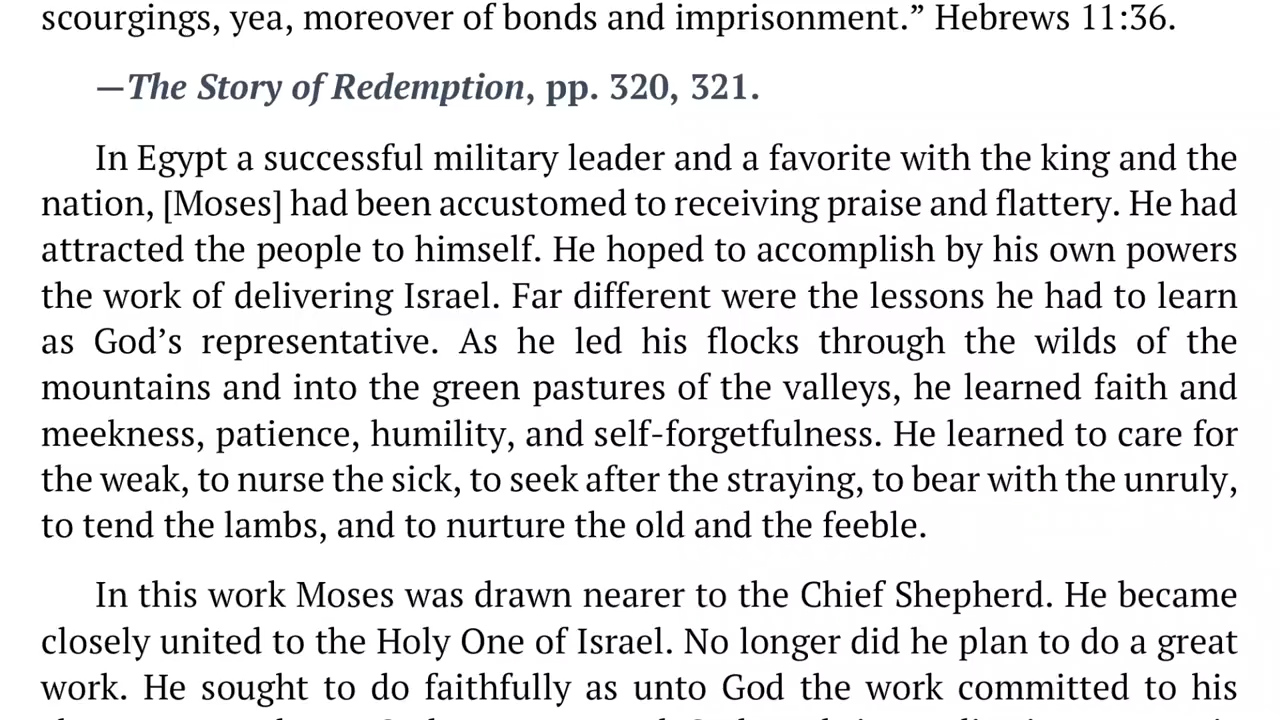 scourgings, yea, moreover of bonds and imprisonment.” Hebrews 11:36.
—The Story of Redemption, pp. 320, 321.
In Egypt a successful military leader and a favorite with the king and the
nation, [Moses] had been accustomed to receiving praise and flattery. He had
attracted the people to himself. He hoped to accomplish by his own powers
the work of delivering Israel. Far different were the lessons he had to learn
as God’s representative. As he led his flocks through the wilds of the
mountains and into the green pastures of the valleys, he learned faith and
meekness, patience, humility, and self-forgetfulness. He learned to care for
the weak, to nurse the sick, to seek after the straying, to bear with the unruly,
to tend the lambs, and to nurture the old and the feeble.
In this work Moses was drawn nearer to the Chief Shepherd. He became
closely united to the Holy One of Israel. No longer did he plan to do a great
work. He sought to do faithfully as unto God the work committed to his